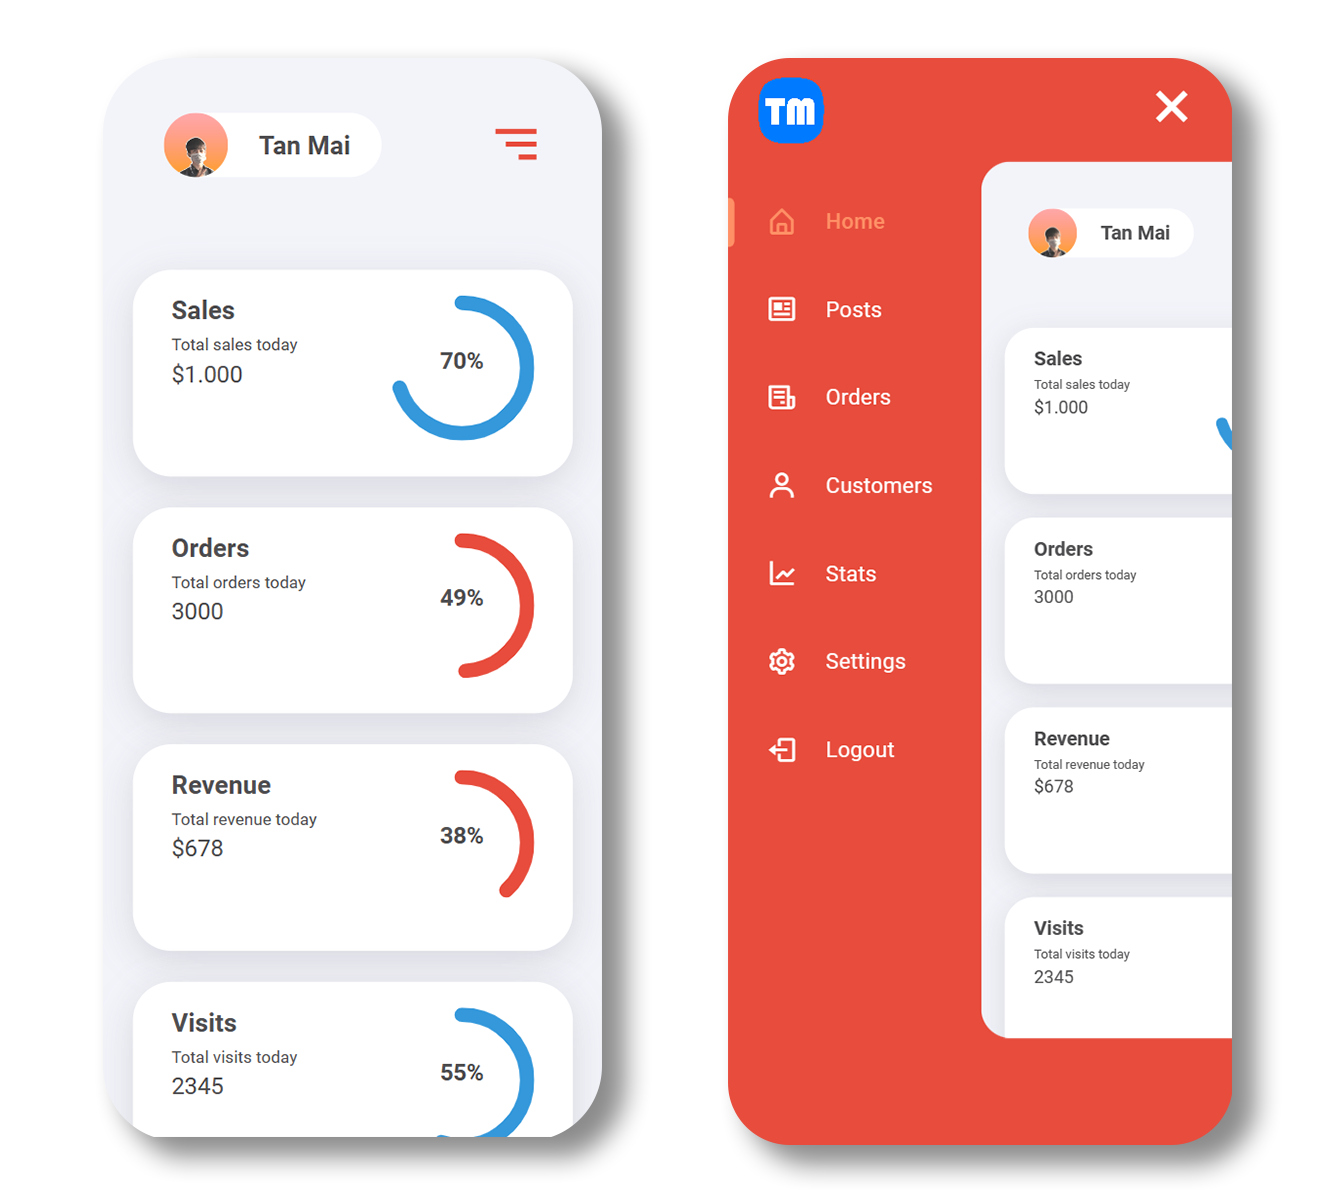 Tan Mai
Sales
Total sales today
$1.000
70%
Orders
Total orders today
3000
49%
Revenue
Total revenue today
$678
38%
Visits
Total visits today
2345
55%
TM
Home
Posts
Orders
Customers
Stats
Settings
Logout
Tan Mai
Sales
Total sales today
$1.000
Orders
Total orders today
3000
Revenue
Total revenue today
$678
Visits
Total visits today
2345